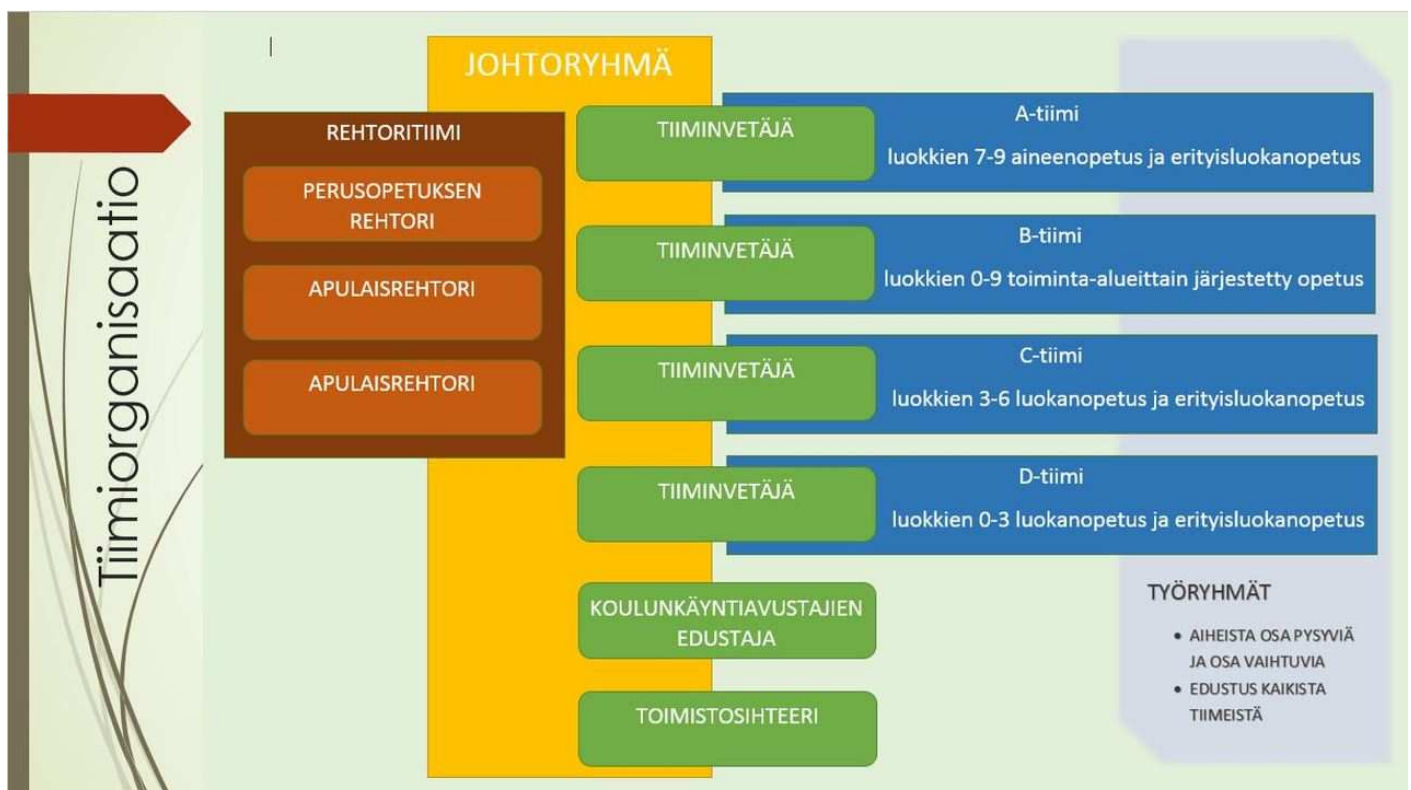 Tiimiorganisaatio
JOHTORYHMÄ
REHTORITIIMI
PERUSOPETUKSEN
REHTORI
APULAISREHTORI
APULAISREHTORI
TIIMINVETÄJÄ
A-tiimi
luokkien 7-9 aineenopetus ja erityisluokanopetus
TIIMINVETÄJÄ
B-tiimi
luokkien 0-9 toiminta-alueittain järjestetty opetus
TIIMINVETÄJÄ
C-tiimi
luokkien 3-6 luokanopetus ja erityisluokanopetus
TIIMINVETÄJÄ
D-tiimi
luokkien 0-3 luokanopetus ja erityisluokanopetus
KOULUNKÄYNTIAVUSTAJIEN
EDUSTAJA
TOIMISTOSIHTEERI
TYÖRYHMÄT
• AIHEISTA OSA PYSYVIÄ
JA OSA VAIHTUVIA
• EDUSTUS KAIKISTA
TIIMEISTÄ